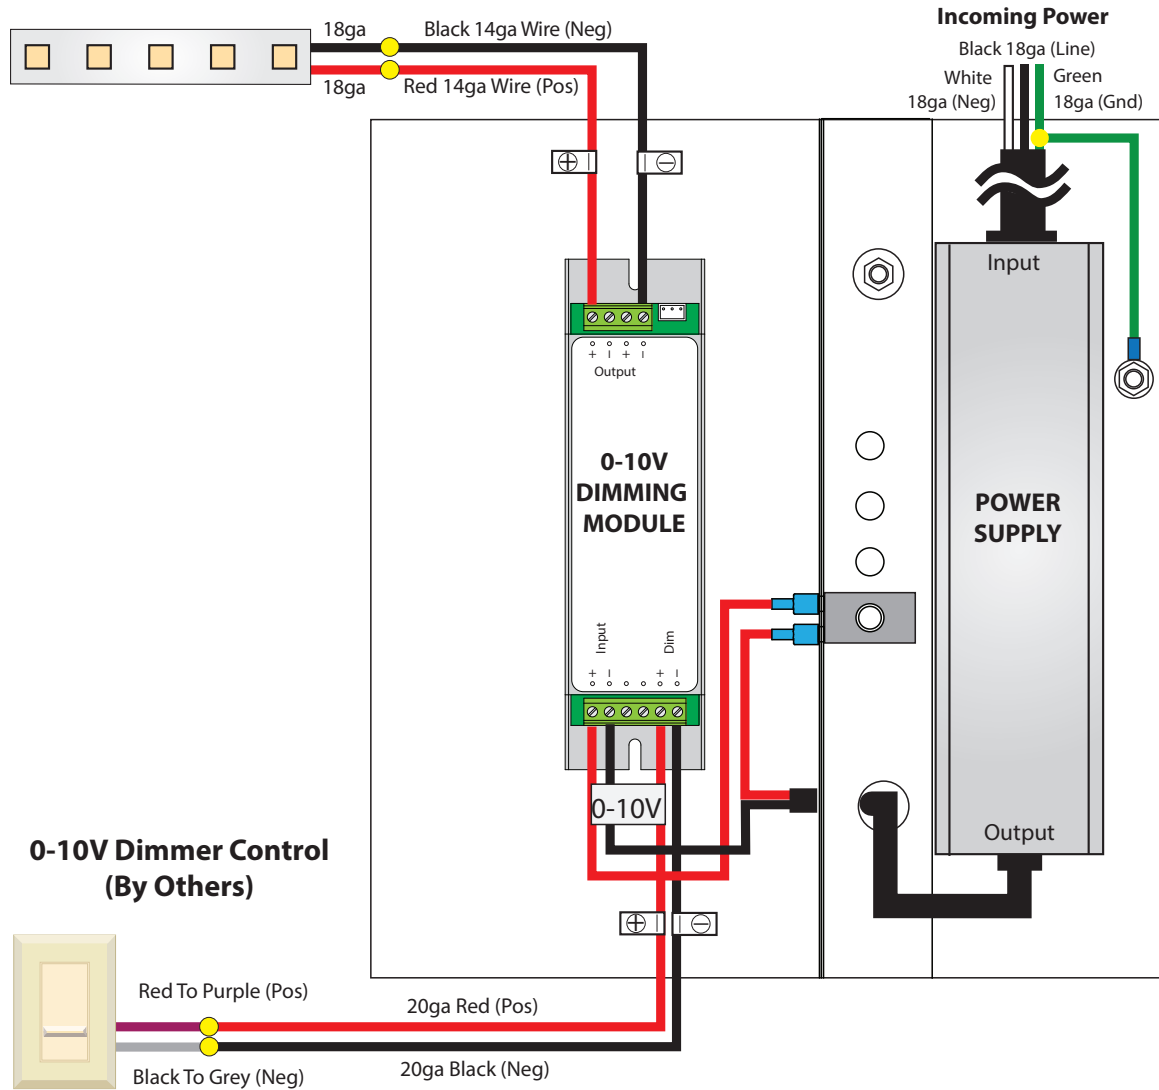 18ga
Black 14ga Wire (Neg)
18ga
Red 14ga Wire (Pos)
Incoming Power
Black 18ga (Line)
White
18ga (Neg)
Green
18ga (Gnd)
+ –
+ – + –
Output
0-10V
DIMMING
MODULE
Input
POWER
SUPPLY
Input
+ –
Dim
+ –
0-10V
Output
0-10V Dimmer Control
(By Others)
+ –
Red To Purple (Pos)
20ga Red (Pos)
Black To Grey (Neg)
20ga Black (Neg)